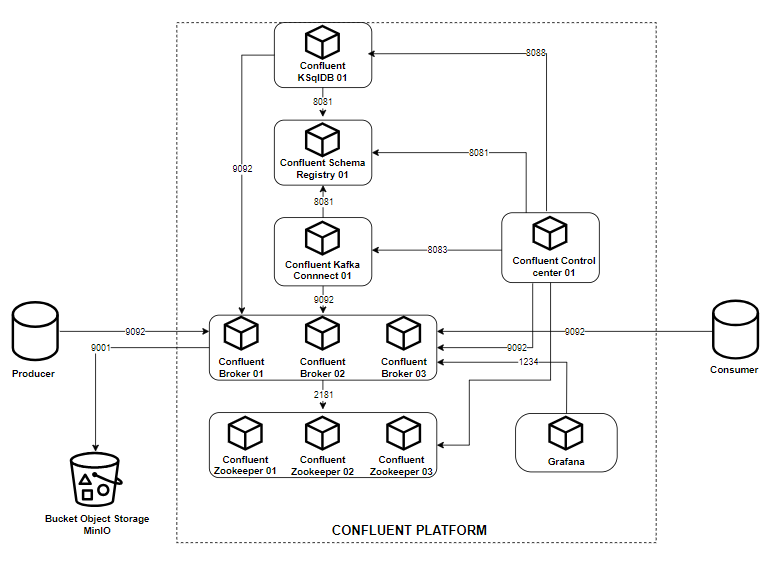 Confluent
KSqlDB 01
8088
8081
9092
Confluent Schema
Registry 01
8081
8081
Confluent Kafka
Connnect 01
8083
Confluent Control
center 01
9092
Producer
9092
9001
Confluent
Broker 01
Confluent
Broker 02
Confluent
Broker 03
9092
9092
1234
Consumer
2181
Confluent
Zookeeper 01
Confluent
Zookeeper 02
Confluent
Zookeeper 03
Grafana
Bucket Object Storage
MinIO
CONFLUENT PLATFORM